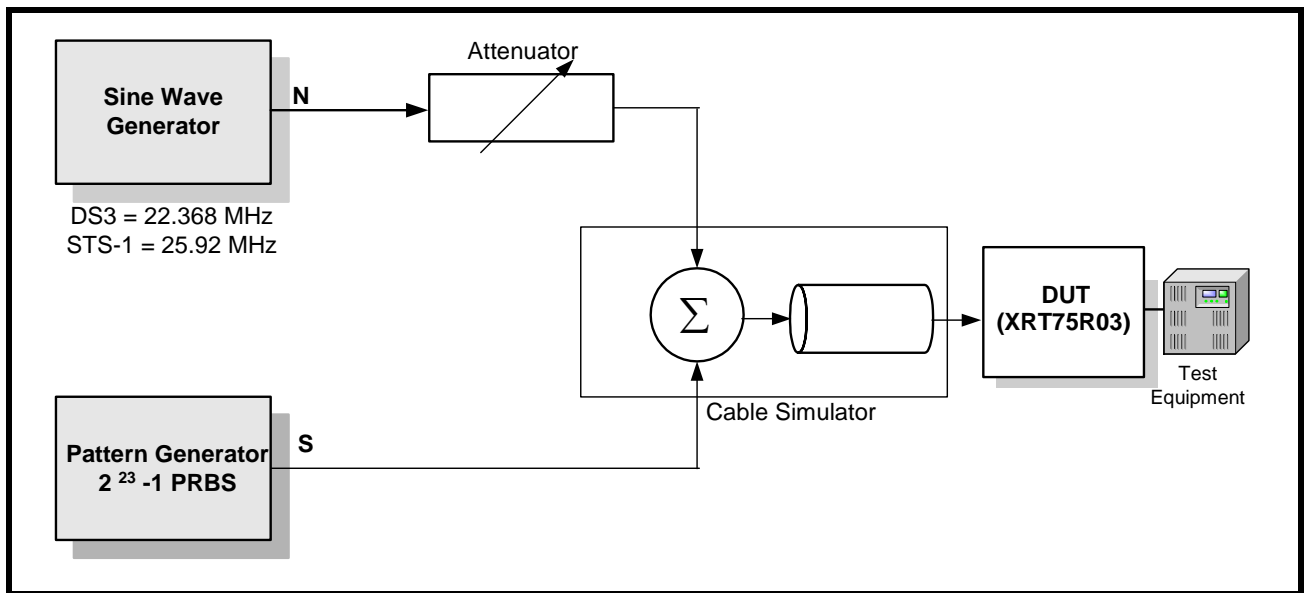 Attenuator
Sine Wave
Generator
N
DS3 = 22.368 MHz
STS-1 = 25.92 MHz
Σ
DUT
(XRT75R03)
Test
Equipment
Cable Simulator
Pattern Generator
2 ²³ -1 PRBS
S